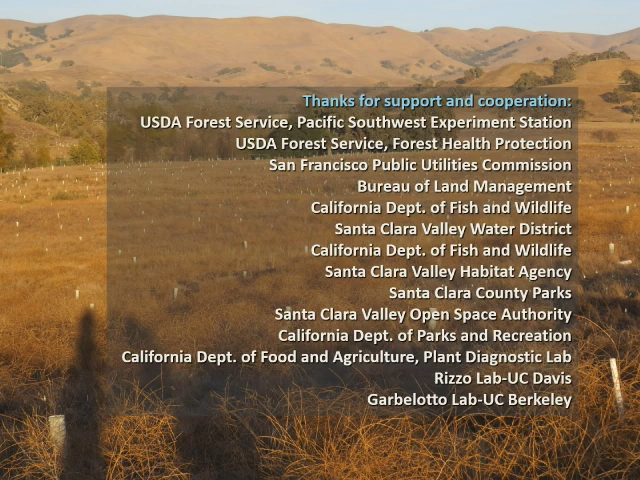 Thanks for support and cooperation:
USDA Forest Service, Pacific Southwest Experiment Station
USDA Forest Service, Forest Health Protection
San Francisco Public Utilities Commission
Bureau of Land Management
California Dept. of Fish and Wildlife
Santa Clara Valley Water District
California Dept. of Fish and Wildlife
Santa Clara Valley Habitat Agency
Santa Clara County Parks
Santa Clara Valley Open Space Authority
California Dept. of Parks and Recreation
California Dept. of Food and Agriculture, Plant Diagnostic Lab
Rizzo Lab-UC Davis
Garbelotto Lab-UC Berkeley